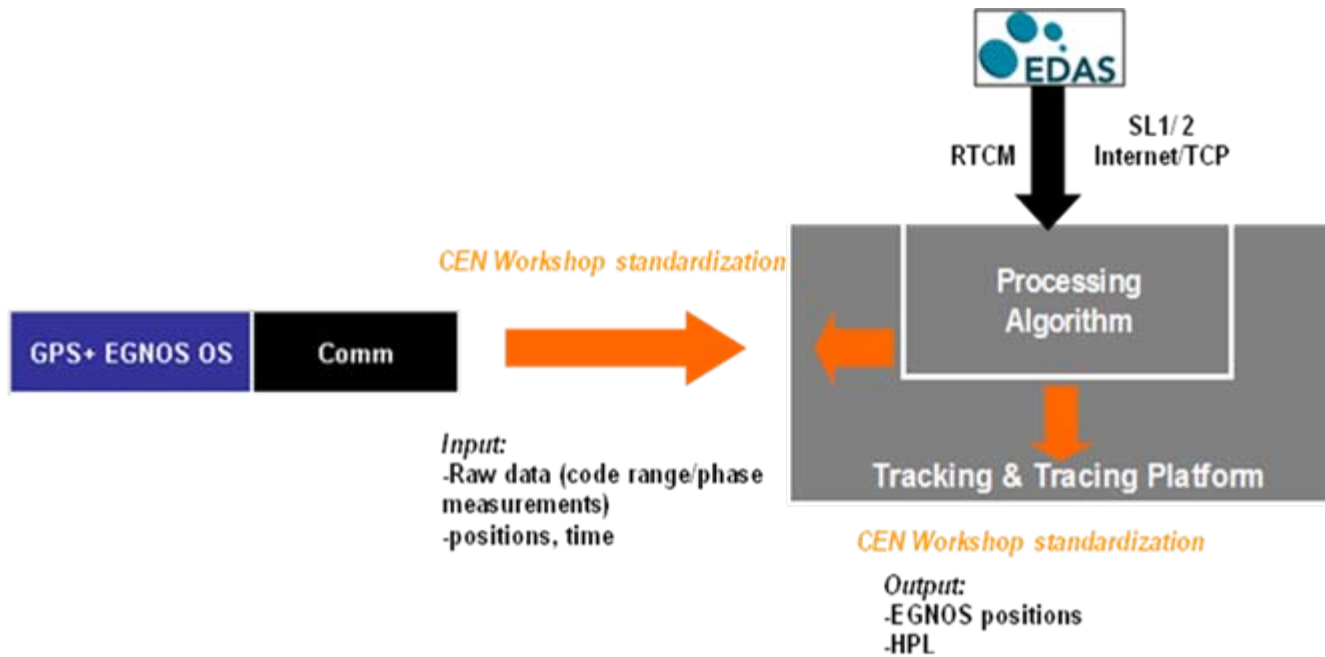 EDAS
RTCM
SL1/ 2
Internet/TCP
CEN Workshop standardization
Processing
Algorithm
GPS+ EGNOS OS
Comm
Input:
-Raw data (code range/phase
measurements)
-positions, time
Tracking & Tracing Platform
CEN Workshop standardization
Output:
-EGNOS positions
-HPL